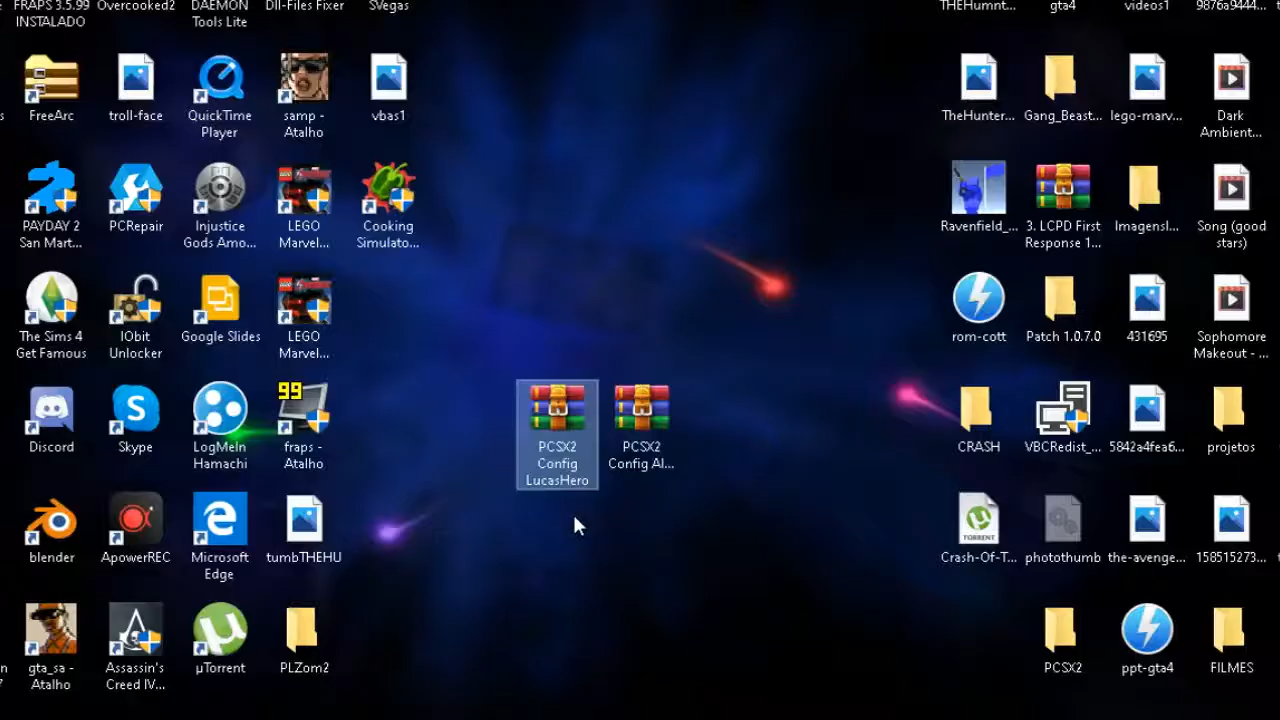 FRAPS 3.5.99
INSTALADO
Overcooked2
DAEMON
Tools Lite
Dll-Files Fixer
SVegas
THEHumnt...
gta4
videos1
9876a9444...
FreeArc
troll-face
QuickTime
Player
samp -
Atalho
vbas1
TheHunter...
Gang_Beast...
lego-marv...
Dark
Ambient...
PAYDAY 2
San Mart...
PCRepair
Injustice
Gods Amo...
LEGO
Marvel...
Cooking
Simulato...
Ravenfield_...
3. LCPD First
Response 1...
Imagensl...
Song (good
stars)
The Sims 4
Get Famous
IObit
Unlocker
Google Slides
LEGO
Marvel...
rom-cott
Patch 1.0.7.0
431695
Sophomore
Makeout - ...
Discord
Skype
LogMeIn
Hamachi
99
fraps -
Atalho
PCSX2
Config
LucasHero
PCSX2
Config Al...
CRASH
VBCRedist_...
5842a4fea6...
projetos
blender
ApowerREC
Microsoft
Edge
tumbTHEHU
TORRENT
Crash-Of-T...
photothumb
the-avenge...
158515273...
gta_sa -
Atalho
Assassin's
Creed IV...
µTorrent
PLZom2
PCSX2
ppt-gta4
FILMES